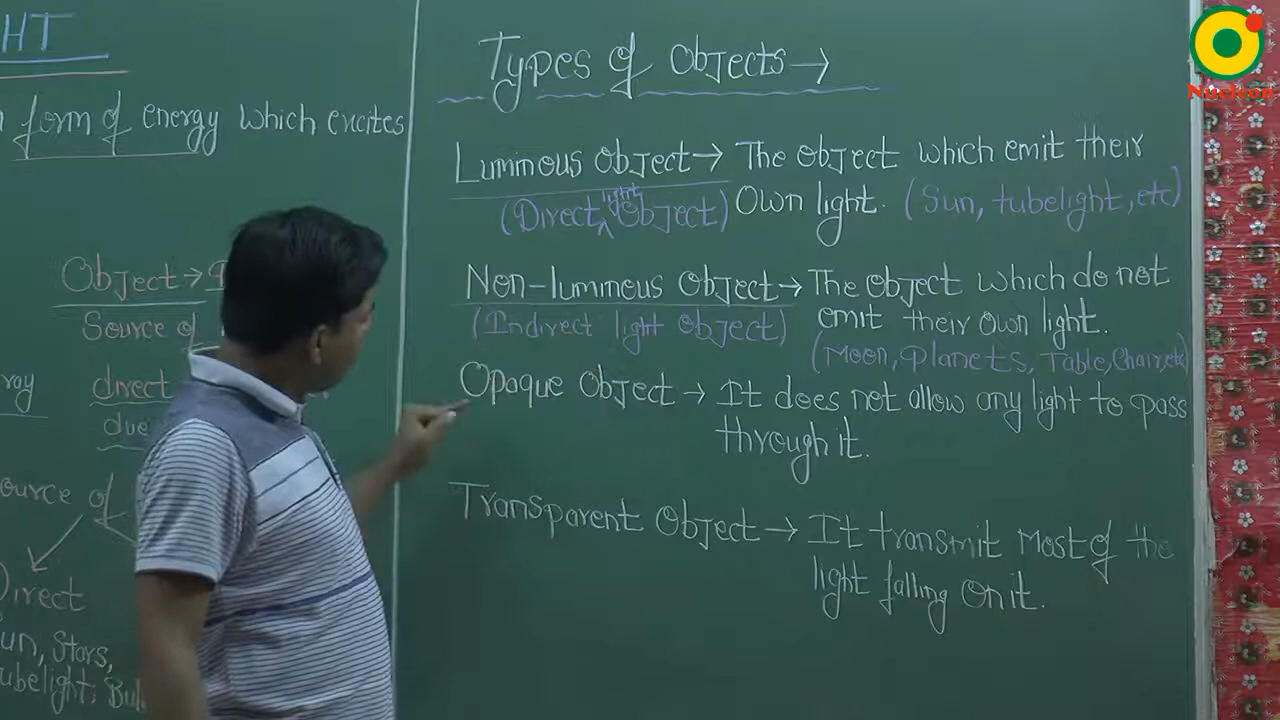 HT
form of energy which excites
Object → 
Source of
ray direct
due
ource of
Direct
un, Stars,
ubelight, Bul
Types of Objects →
Luminous Object → The Object which emit their
(Direct light Object) Own light. (Sun, tubelight, etc)
Non-luminous Object → The Object which do not
(Indirect light Object) emit their Own light.
(Moon, Planets, Table, Chair, etc)
Opaque Object → It does not allow any light to pass
through it.
Transparent Object → It transmit Most of the
light falling On it.
Nucleon